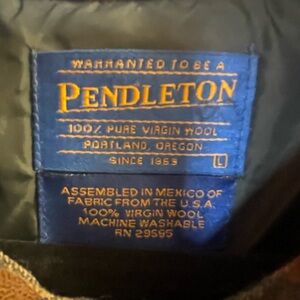 WARRANTED TO BE A
PENDLETON
100% PURE VIRGIN WOOL
PORTLAND, OREGON
SINCE 1863 L
ASSEMBLED IN MEXICO OF
FABRIC FROM THE U.S.A.
100% VIRGIN WOOL
MACHINE WASHABLE
RN 29685